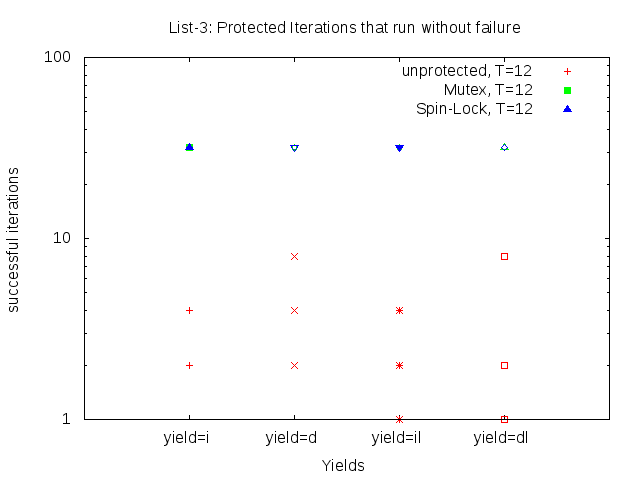 List-3: Protected Iterations that run without failure
100
unprotected, T=12
Mutex, T=12
Spin-Lock, T=12
successful iterations
10
1
yield=i yield=d yield=il yield=dl
Yields